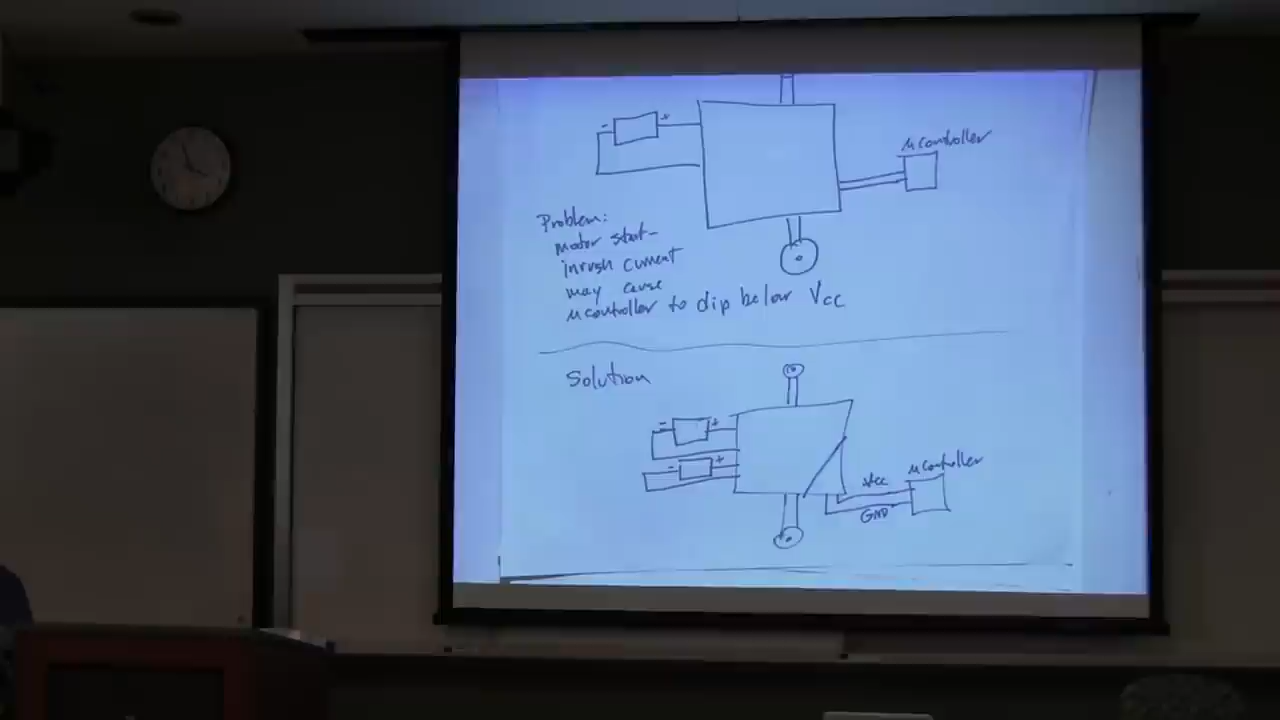 - +
μcontroller
Problem:
motor start-
inrush current
may cause
μcontroller to dip below Vcc
Solution
- +
- +
Vcc
μcontroller
GND